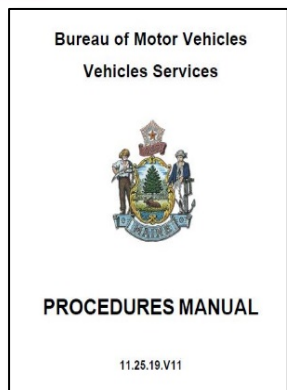 Bureau of Motor Vehicles
Vehicles Services
MAINE
PROCEDURES MANUAL
11.25.19.V11